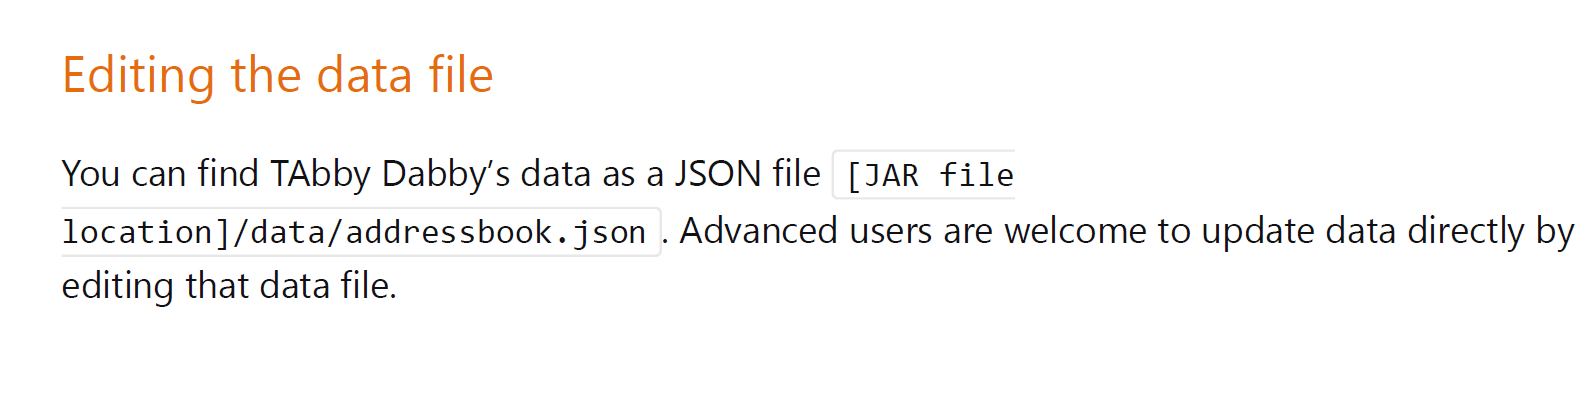 Editing the data file
You can find TAbby Dabby’s data as a JSON file [JAR file
location]/data/addressbook.json. Advanced users are welcome to update data directly by
editing that data file.